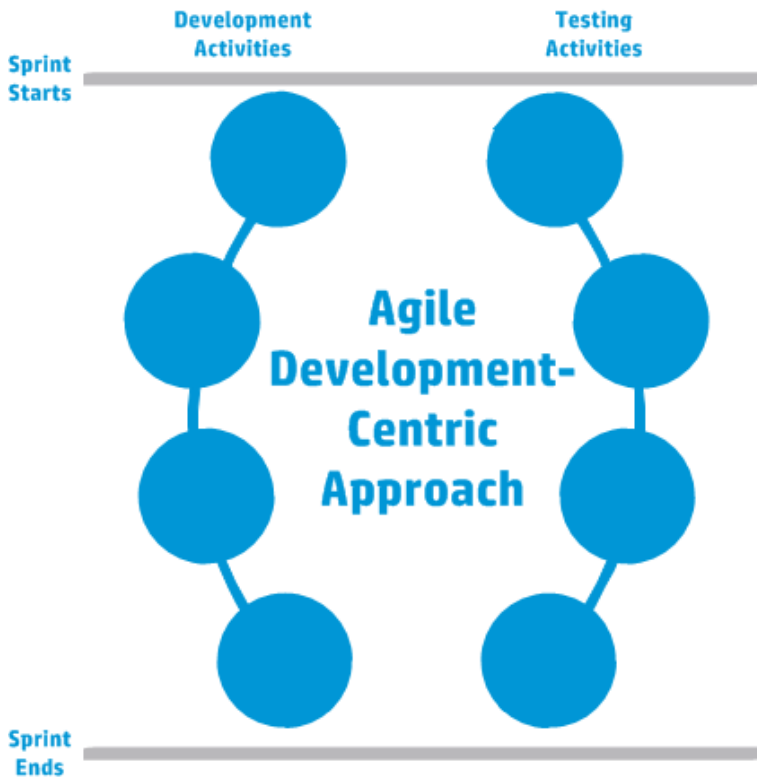 Development
Activities
Testing
Activities
Sprint
Starts
Agile
Development-
Centric
Approach
Sprint
Ends